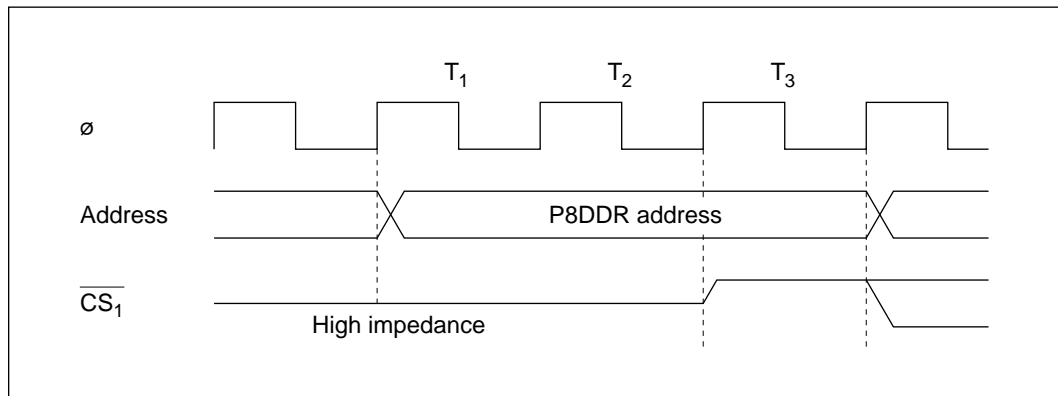 T1 T2 T3
ø
Address P8DDR address
CS1
High impedance